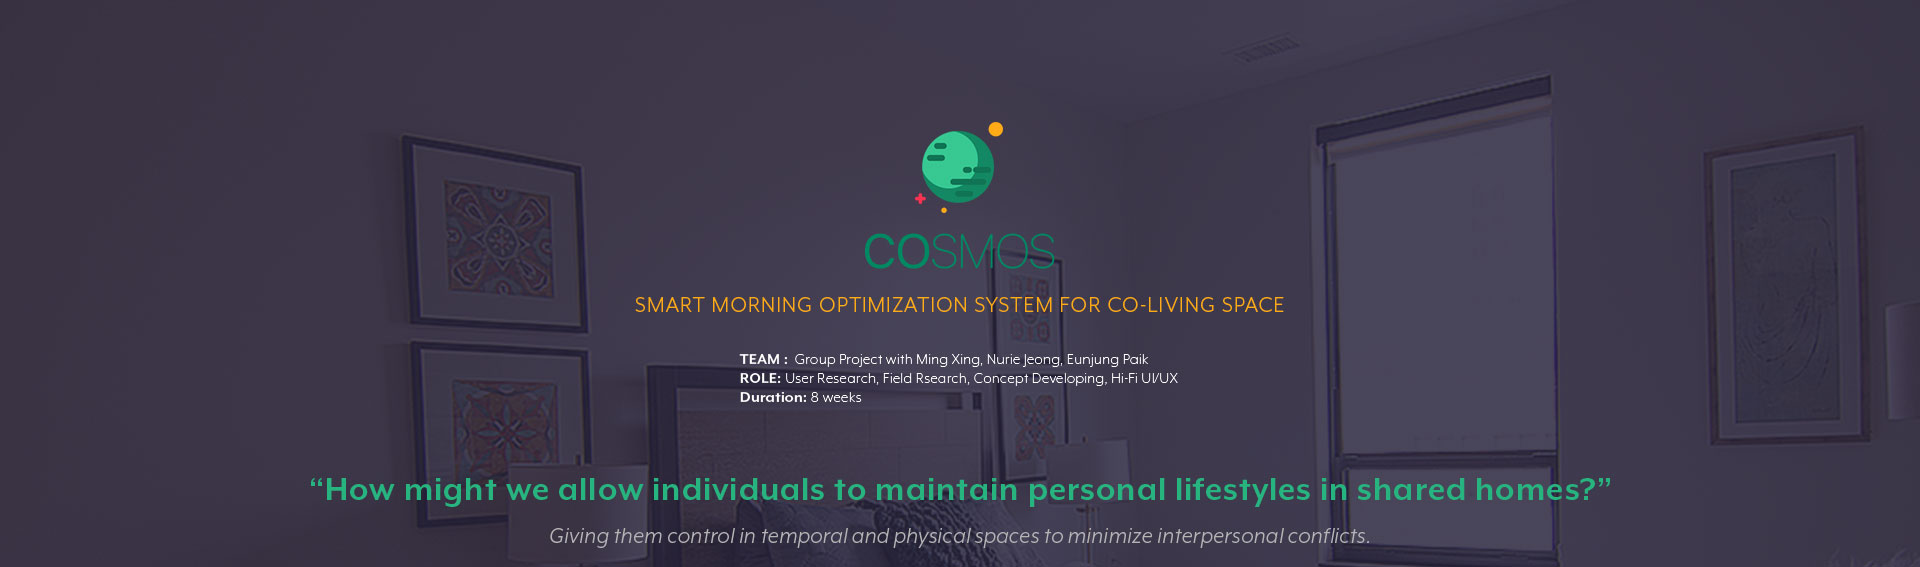 COSMOS
SMART MORNING OPTIMIZATION SYSTEM FOR CO-LIVING SPACE
TEAM : Group Project with Ming Xing, Nurie Jeong, Eunjung Paik
ROLE: User Research, Field Rsearch, Concept Developing, Hi-Fi UI/UX
Duration: 8 weeks
“How might we allow individuals to maintain personal lifestyles in shared homes?”
Giving them control in temporal and physical spaces to minimize interpersonal conflicts.